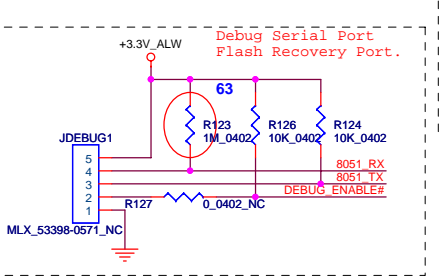 Debug Serial Port
Flash Recovery Port.
+3.3V_ALW
63
R123
1M_0402
R126
10K_0402
R124
10K_0402
JDEBUG1
5
4
3
2
1
8051_RX
8051_TX
DEBUG_ENABLE#
R127
0_0402_NC
MLX_53398-0571_NC